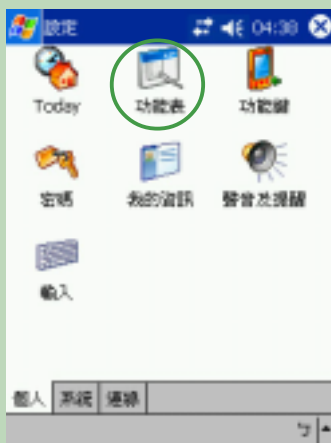 設定 04:38
Today 功能表 功能鍵
密碼 我的資訊 聲音及提醒
輸入
個人 系統 連線
ㄅ